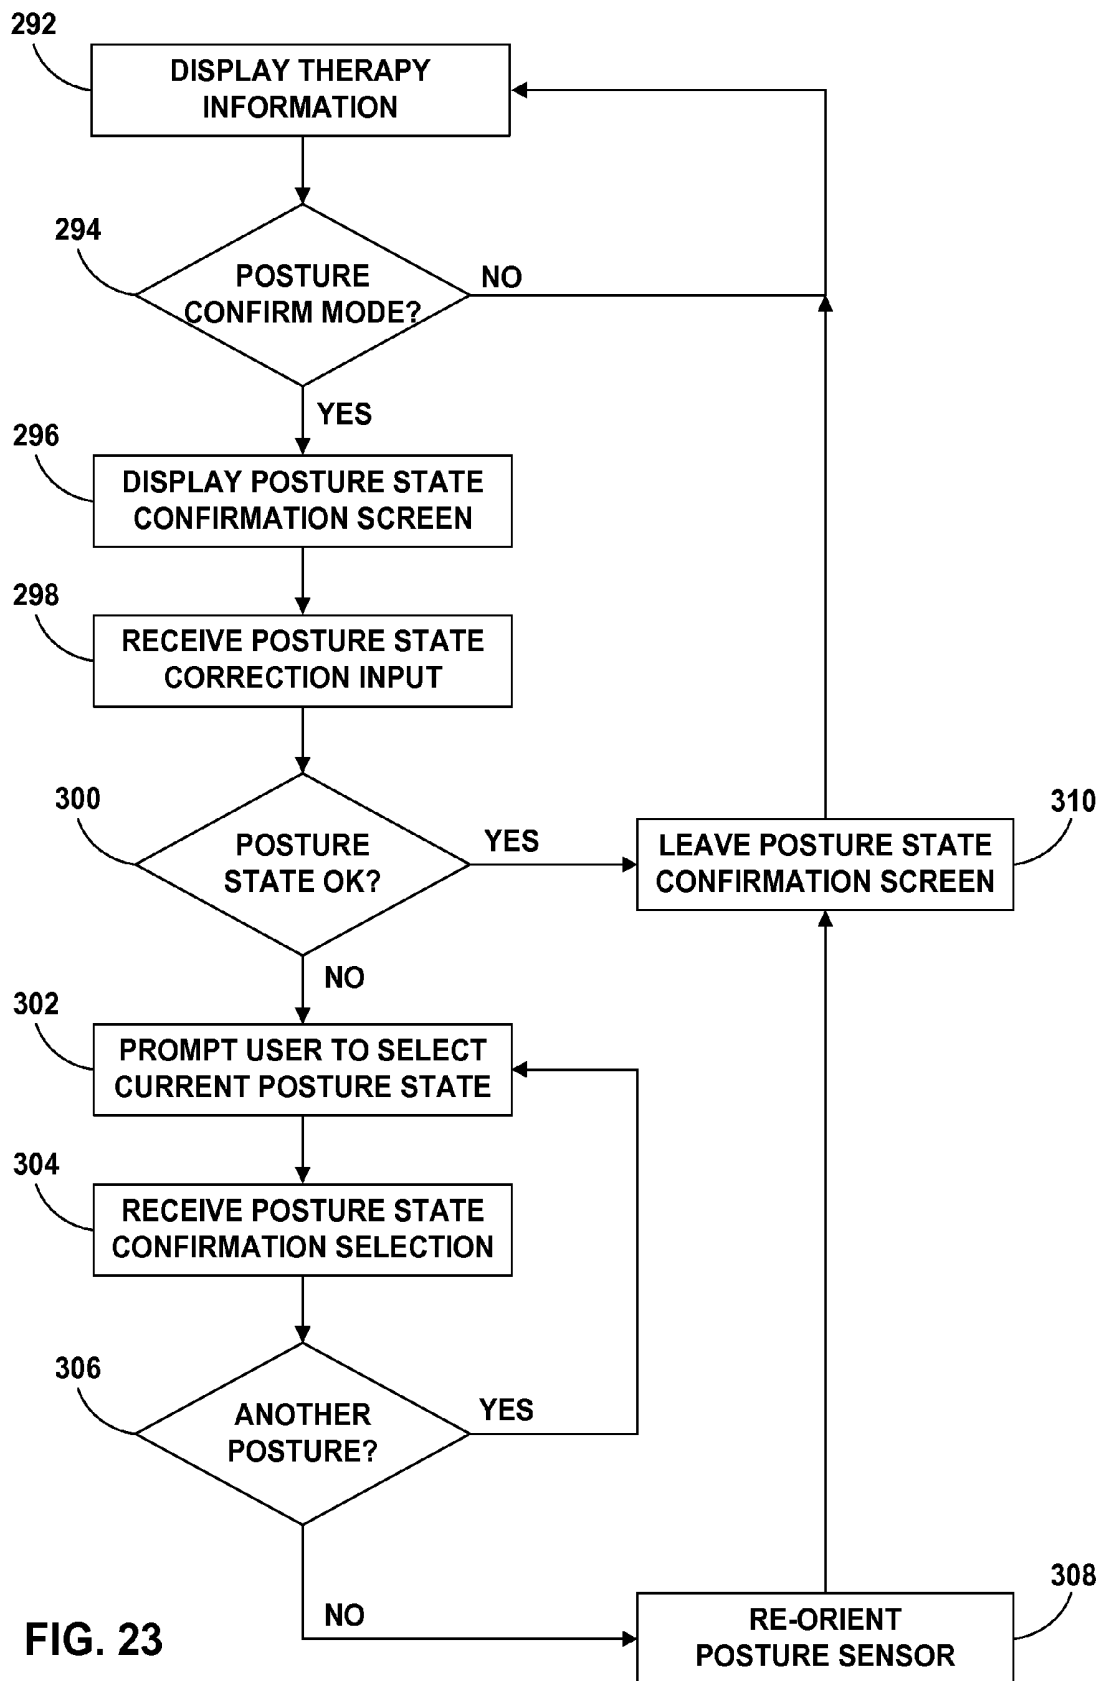 292
DISPLAY THERAPY
INFORMATION
294
POSTURE
CONFIRM MODE?
NO
YES
296
DISPLAY POSTURE STATE
CONFIRMATION SCREEN
298
RECEIVE POSTURE STATE
CORRECTION INPUT
300
POSTURE
STATE OK?
YES
310
LEAVE POSTURE STATE
CONFIRMATION SCREEN
NO
302
PROMPT USER TO SELECT
CURRENT POSTURE STATE
304
RECEIVE POSTURE STATE
CONFIRMATION SELECTION
306
ANOTHER
POSTURE?
YES
NO
308
RE-ORIENT
POSTURE SENSOR
FIG. 23